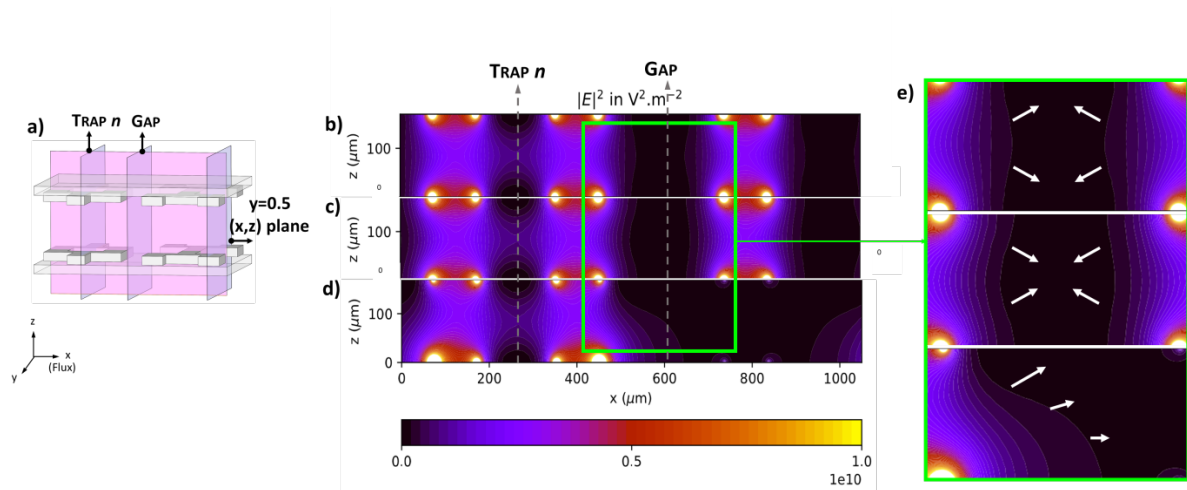 a)
TRAP n GAP
y=0.5
(x,z) plane
z
x
(Flux)
y
TRAP n
GAP
|E|² in V².m⁻²
b)
z (μm)
100
0
c)
z (μm)
100
0
0
d)
z (μm)
100
0
0 200 400 600 800 1000
x (μm)
0.0 0.5 1.0
1e10
e)